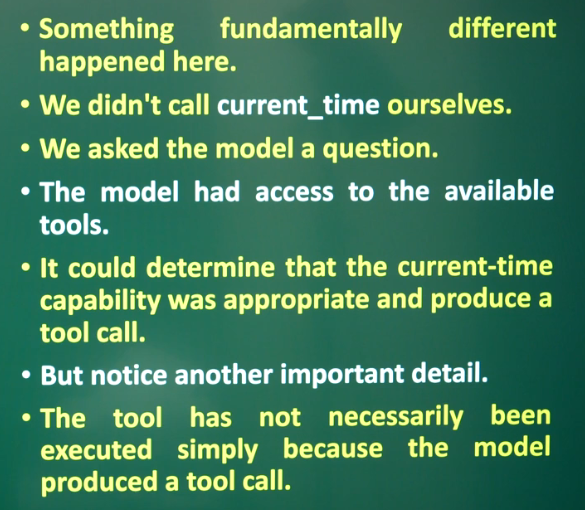 • Something fundamentally different
happened here.
• We didn't call current_time ourselves.
• We asked the model a question.
• The model had access to the available
tools.
• It could determine that the current-time
capability was appropriate and produce a
tool call.
• But notice another important detail.
• The tool has not necessarily been
executed simply because the model
produced a tool call.